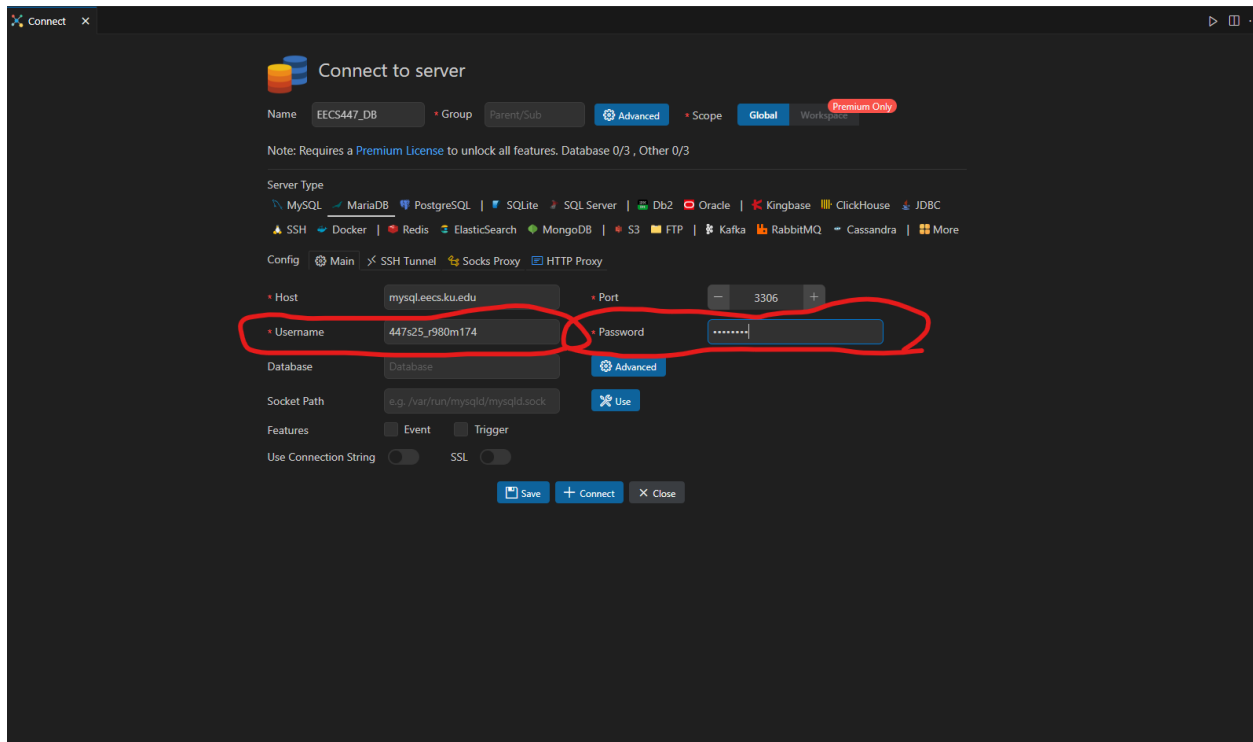 Connect
Connect to server
Name EECS447_DB * Group Parent/Sub Advanced * Scope Global Workspace Premium Only
Note: Requires a Premium License to unlock all features. Database 0/3 , Other 0/3
Server Type
MySQL MariaDB PostgreSQL | SQLite SQL Server | Db2 Oracle | Kingbase ClickHouse JDBC
SSH Docker | Redis ElasticSearch MongoDB | S3 FTP | Kafka RabbitMQ Cassandra | More
Config Main SSH Tunnel Socks Proxy HTTP Proxy
* Host mysql.eecs.ku.edu * Port − 3306 +
* Username 447s25_r980m174 * Password ••••••••
Database Database Advanced
Socket Path e.g. /var/run/mysqld/mysqld.sock Use
Features Event Trigger
Use Connection String SSL
Save + Connect Close